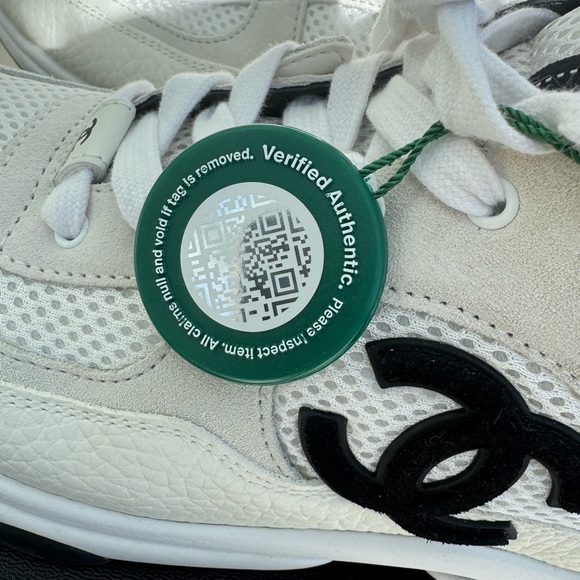 Verified Authentic. Please Inspect item. All claims null and void if tag is removed.